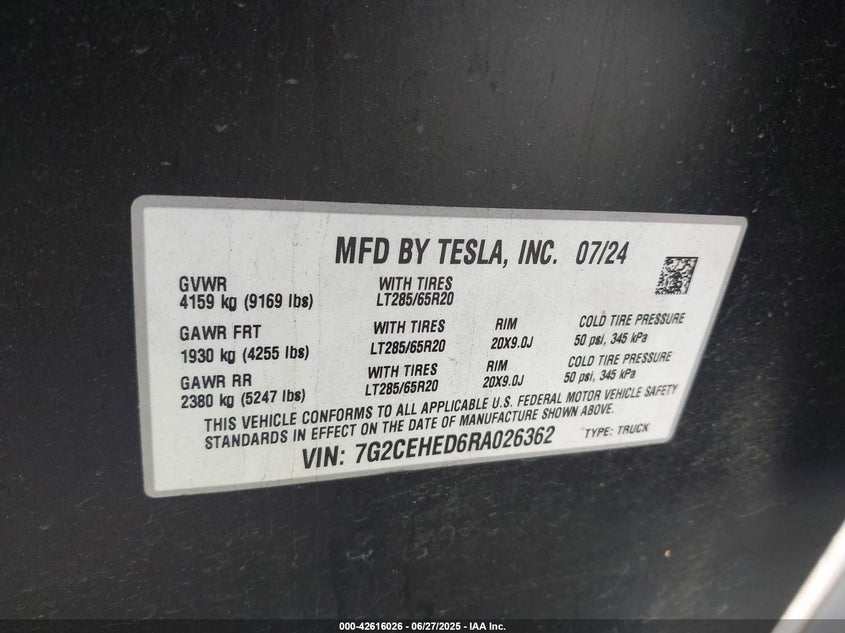 MFD BY TESLA, INC. 07/24
GVWR WITH TIRES
4159 kg (9169 lbs) LT285/65R20
GAWR FRT WITH TIRES RIM COLD TIRE PRESSURE
1930 kg (4255 lbs) LT285/65R20 20X9.0J 50 psi, 345 kPa
GAWR RR WITH TIRES RIM COLD TIRE PRESSURE
2380 kg (5247 lbs) LT285/65R20 20X9.0J 50 psi, 345 kPa
THIS VEHICLE CONFORMS TO ALL APPLICABLE U.S. FEDERAL MOTOR VEHICLE SAFETY
STANDARDS IN EFFECT ON THE DATE OF MANUFACTURE SHOWN ABOVE.
VIN: 7G2CEHED6RA026362 TYPE: TRUCK
000-42616026 - 06/27/2025 - IAA Inc.